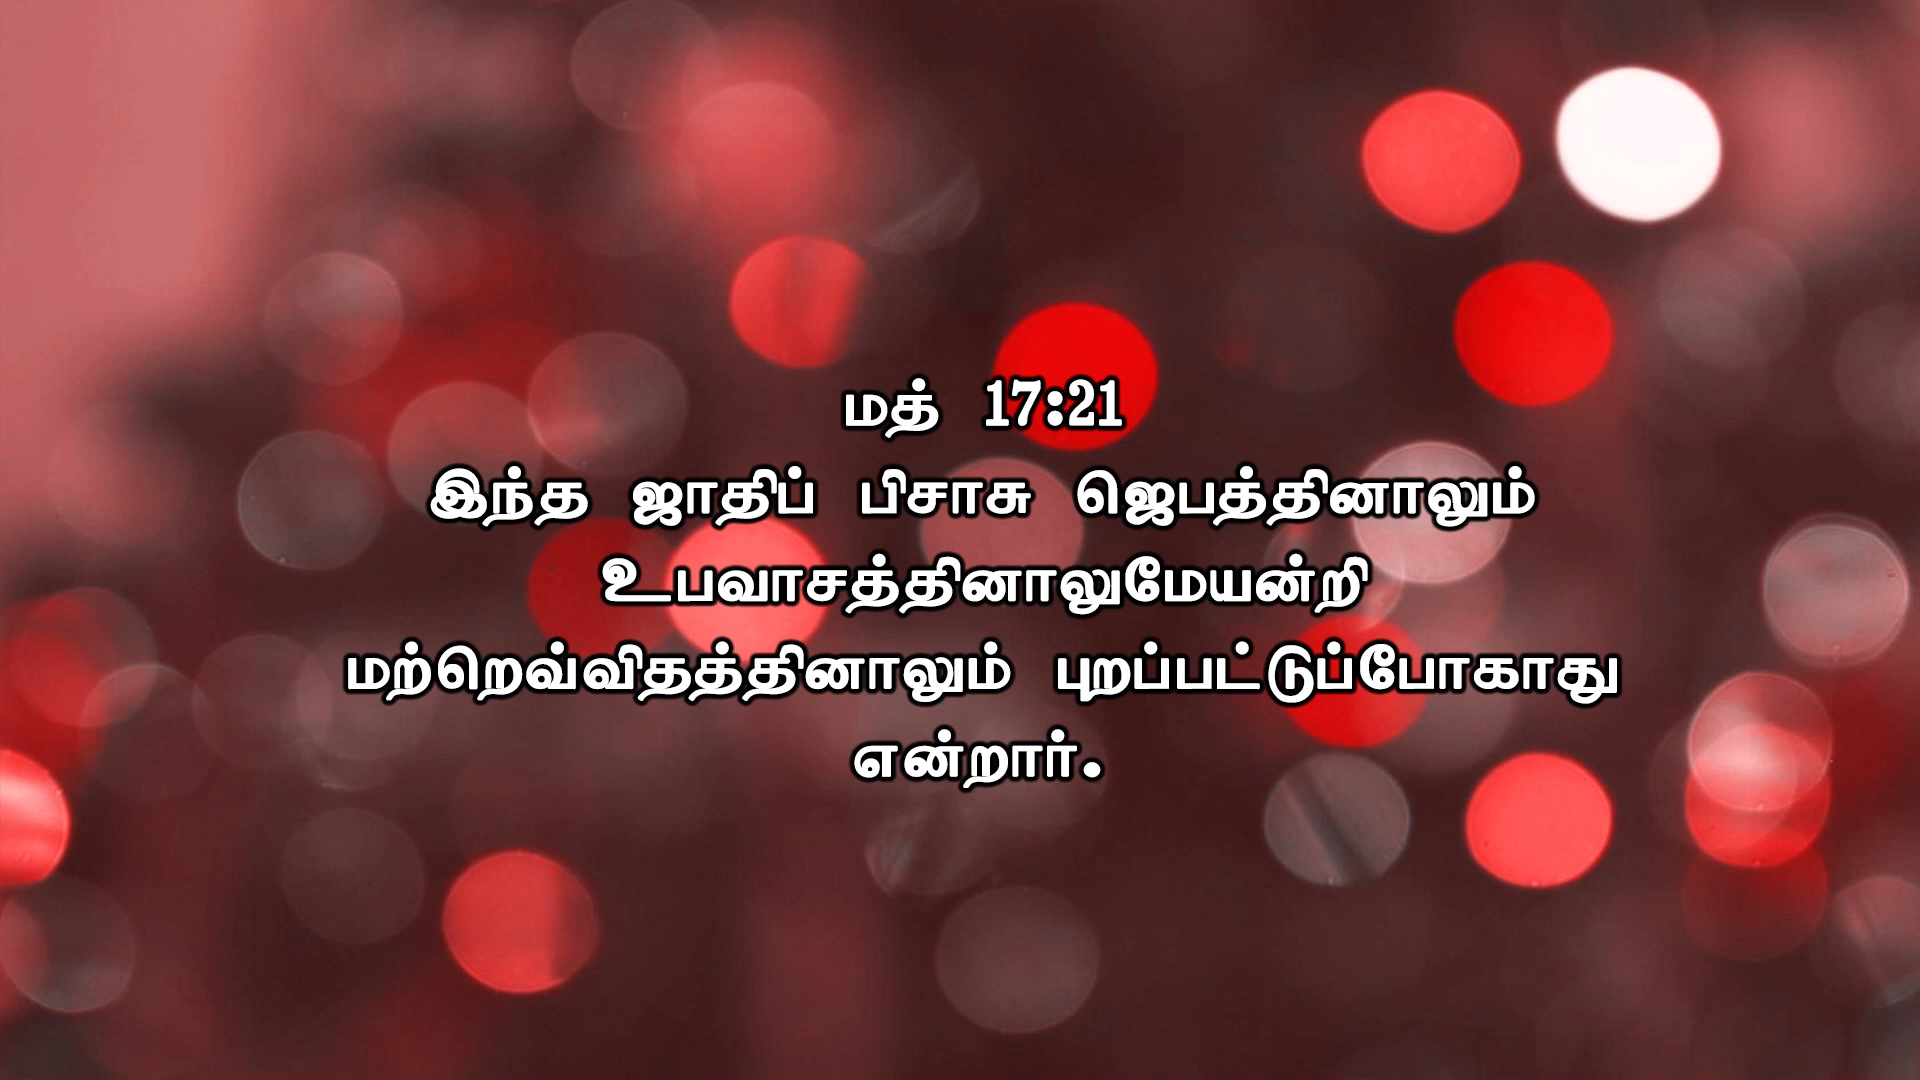 மத் 17:21
இந்த ஜாதிப் பிசாசு ஜெபத்தினாலும்
உபவாசத்தினாலுமேயன்றி
மற்றெவ்விதத்தினாலும் புறப்பட்டுப்போகாது
என்றார்.